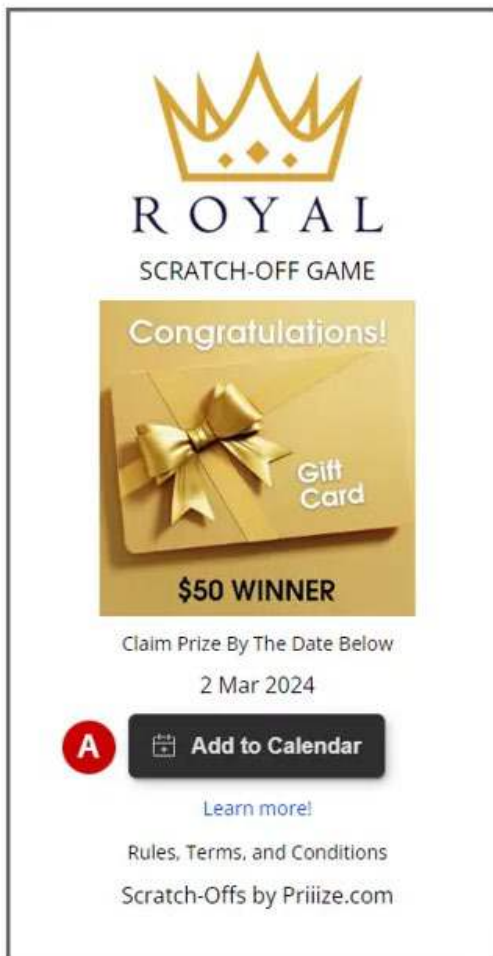 ROYAL
SCRATCH-OFF GAME
Congratulations!
Gift
Card
$50 WINNER
Claim Prize By The Date Below
2 Mar 2024
A
Add to Calendar
Learn more!
Rules, Terms, and Conditions
Scratch-Offs by Priiize.com